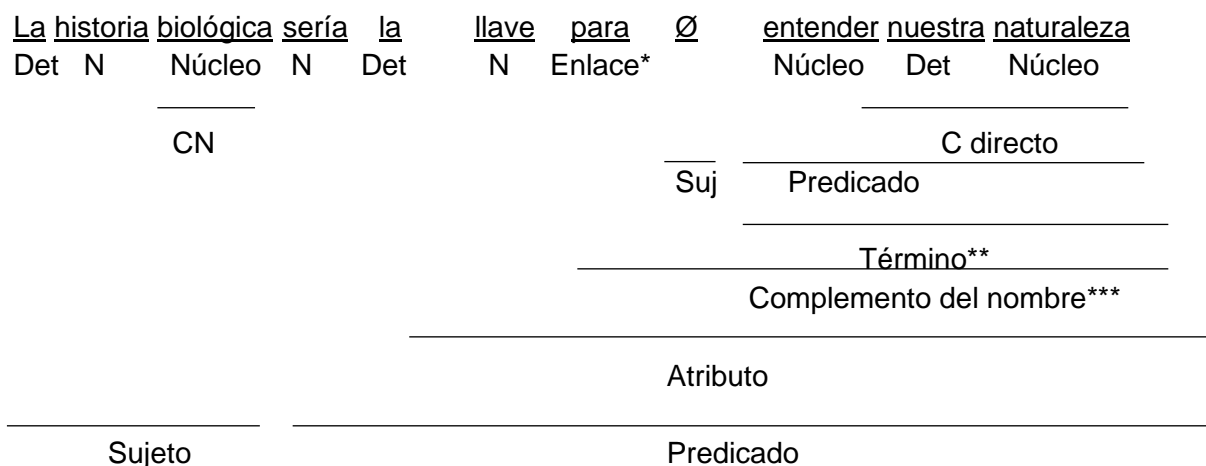 La historia biológica sería la llave para Ø entender nuestra naturaleza
Det N Núcleo N Det N Enlace* Núcleo Det Núcleo
CN C directo
Suj Predicado
Término**
Complemento del nombre***
Atributo
Sujeto Predicado